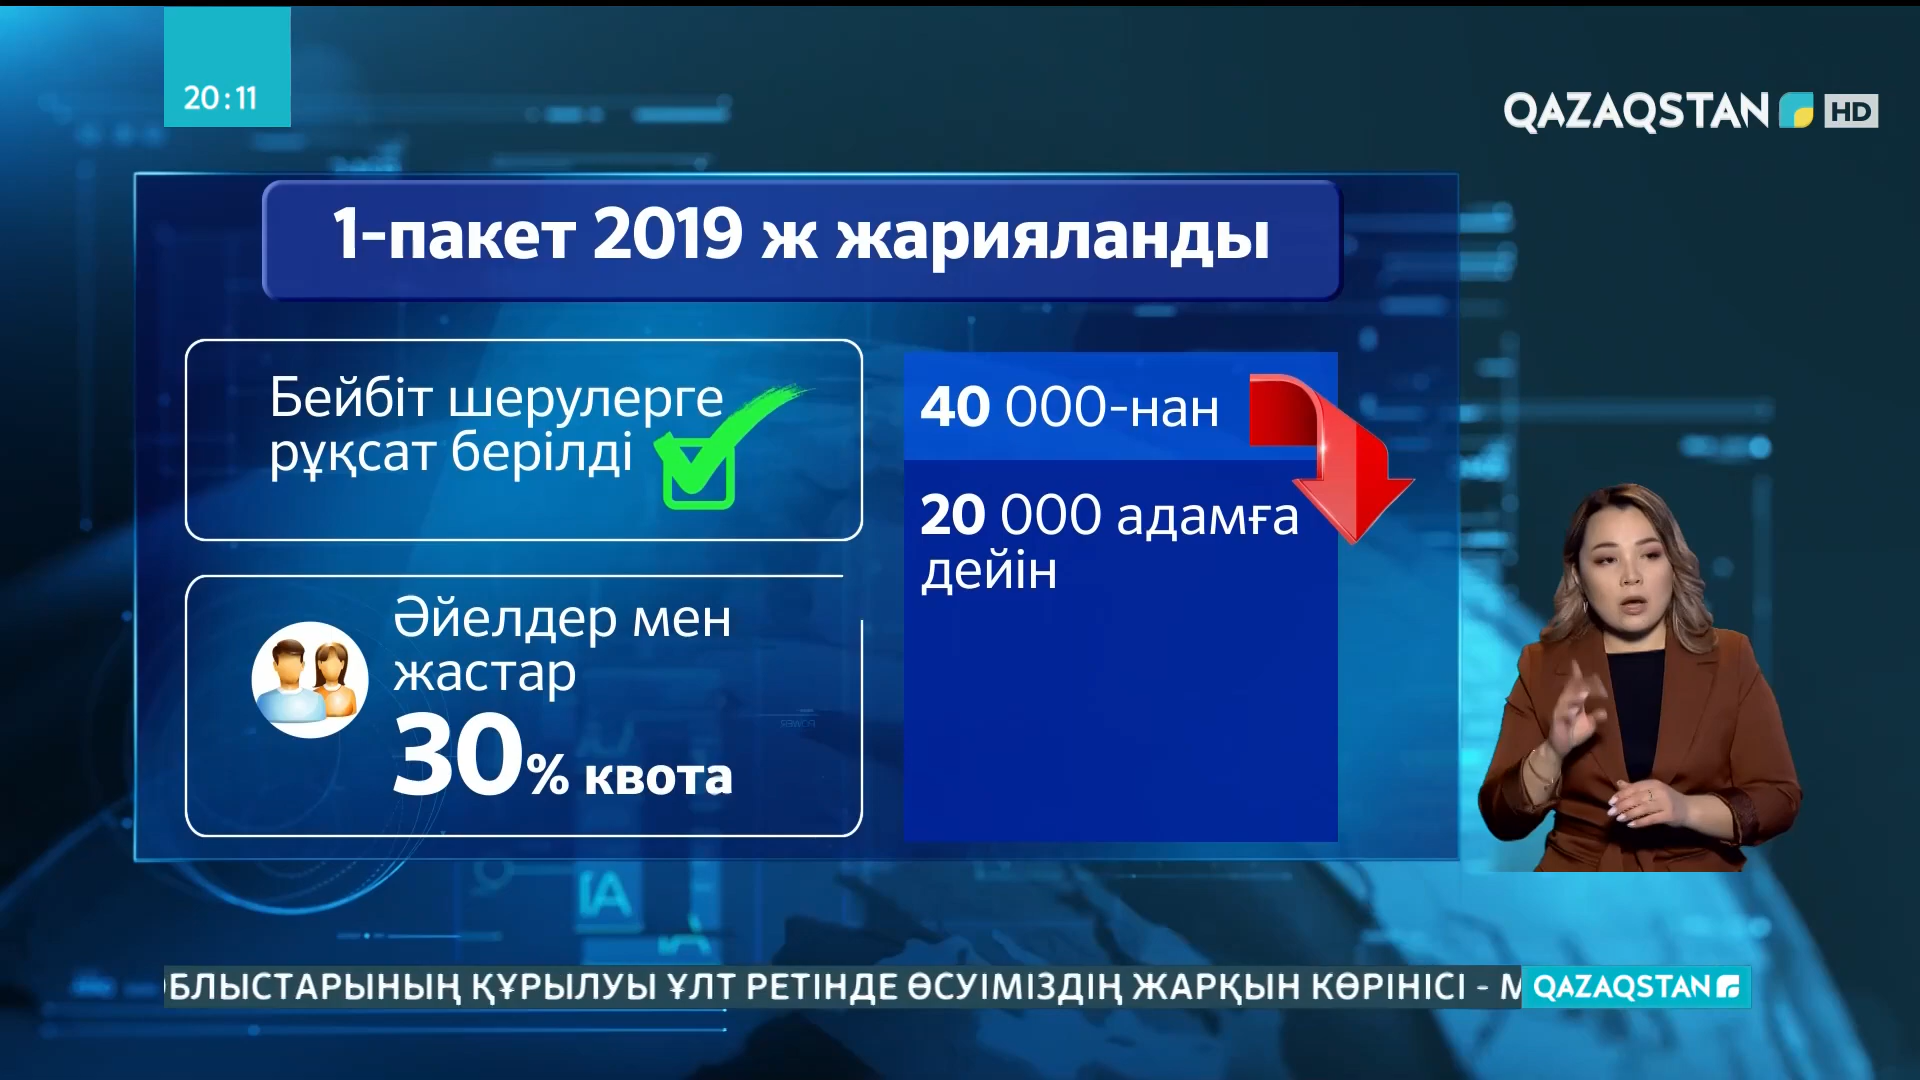 20:11
QAZAQSTAN HD
1-пакет 2019 ж жарияланды
Бейбіт шерулерге
рұқсат берілді
Әйелдер мен
жастар
30% квота
40 000-нан
20 000 адамға
дейін
ОБЛЫСТАРЫНЫҢ ҚҰРЫЛУЫ ҰЛТ РЕТІНДЕ ӨСУІМІЗДІҢ ЖАРҚЫН КӨРІНІСІ - М
QAZAQSTAN